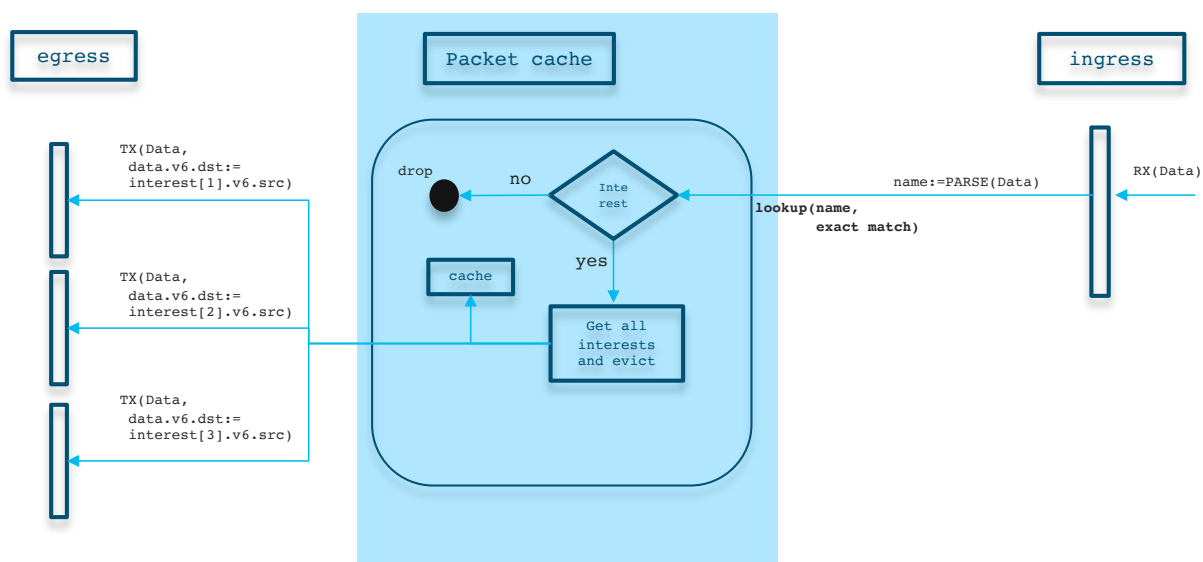 egress
Packet cache
ingress
TX(Data,
data.v6.dst:=
interest[1].v6.src)
drop
no
Inte
rest
name:=PARSE(Data)
RX(Data)
lookup(name,
exact match)
yes
cache
TX(Data,
data.v6.dst:=
interest[2].v6.src)
Get all
interests
and evict
TX(Data,
data.v6.dst:=
interest[3].v6.src)